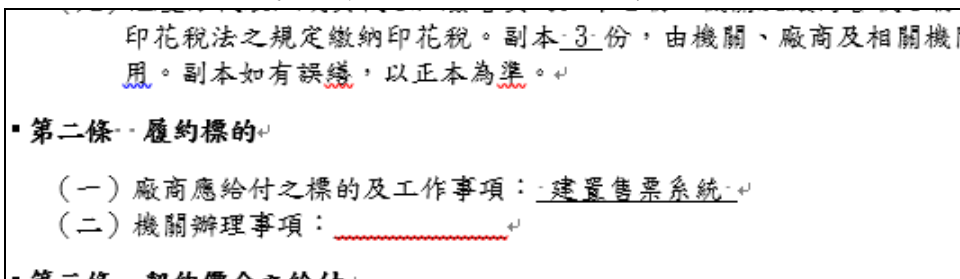 印花稅法之規定繳納印花稅。副本 3 份，由機關、廠商及相關機
用。副本如有誤繕，以正本為準。
第二條  履約標的
（一）廠商應給付之標的及工作事項： 建置售票系統
（二）機關辦理事項：